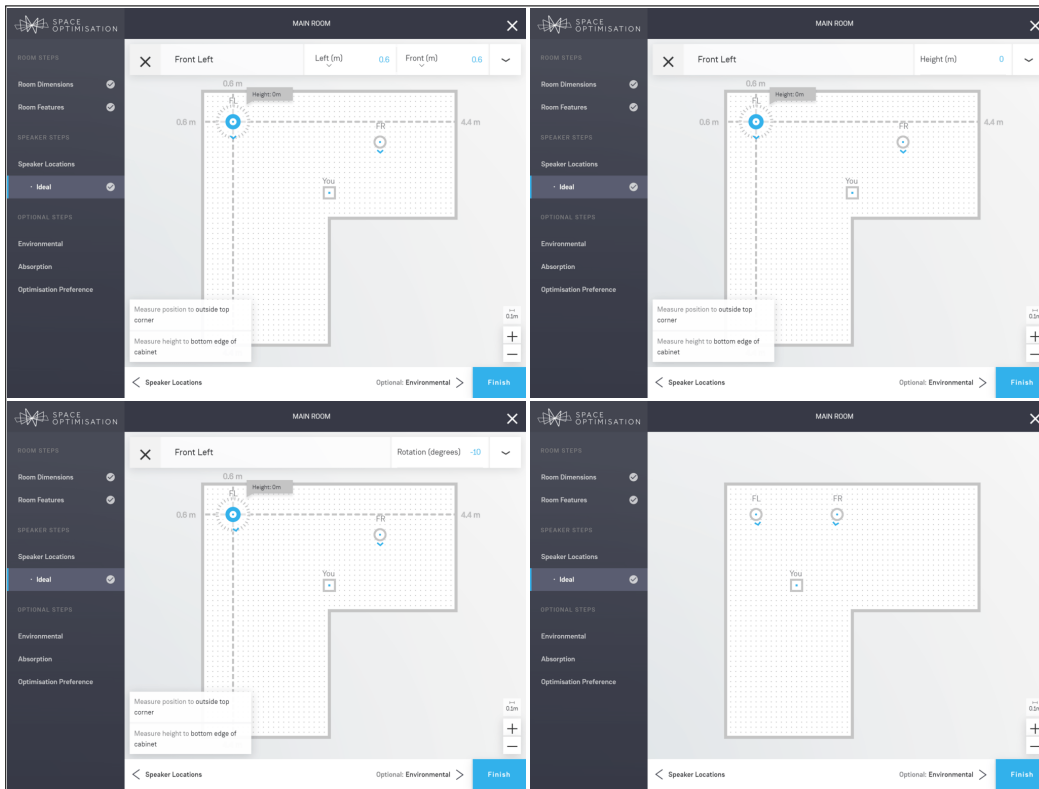 SPACE
OPTIMISATION
MAIN ROOM
ROOM STEPS
Room Dimensions
Room Features
SPEAKER STEPS
Speaker Locations
· Ideal
OPTIONAL STEPS
Environmental
Absorption
Optimisation Preference
Front Left
Left (m) 0.6 Front (m) 0.6
0.6 m
Height: 0m
FL
0.6 m
4.4 m
FR
You
Measure position to outside top
corner
Measure height to bottom edge of
cabinet
0.1m
Speaker Locations
Optional: Environmental
Finish
SPACE
OPTIMISATION
MAIN ROOM
ROOM STEPS
Room Dimensions
Room Features
SPEAKER STEPS
Speaker Locations
· Ideal
OPTIONAL STEPS
Environmental
Absorption
Optimisation Preference
Front Left
Height (m) 0
0.6 m
Height: 0m
FL
0.6 m
4.4 m
FR
You
Measure position to outside top
corner
Measure height to bottom edge of
cabinet
0.1m
Speaker Locations
Optional: Environmental
Finish
SPACE
OPTIMISATION
MAIN ROOM
ROOM STEPS
Room Dimensions
Room Features
SPEAKER STEPS
Speaker Locations
· Ideal
OPTIONAL STEPS
Environmental
Absorption
Optimisation Preference
Front Left
Rotation (degrees) -10
0.6 m
Height: 0m
FL
0.6 m
4.4 m
FR
You
Measure position to outside top
corner
Measure height to bottom edge of
cabinet
0.1m
Speaker Locations
Optional: Environmental
Finish
SPACE
OPTIMISATION
MAIN ROOM
ROOM STEPS
Room Dimensions
Room Features
SPEAKER STEPS
Speaker Locations
· Ideal
OPTIONAL STEPS
Environmental
Absorption
Optimisation Preference
FL
FR
You
0.1m
Speaker Locations
Optional: Environmental
Finish